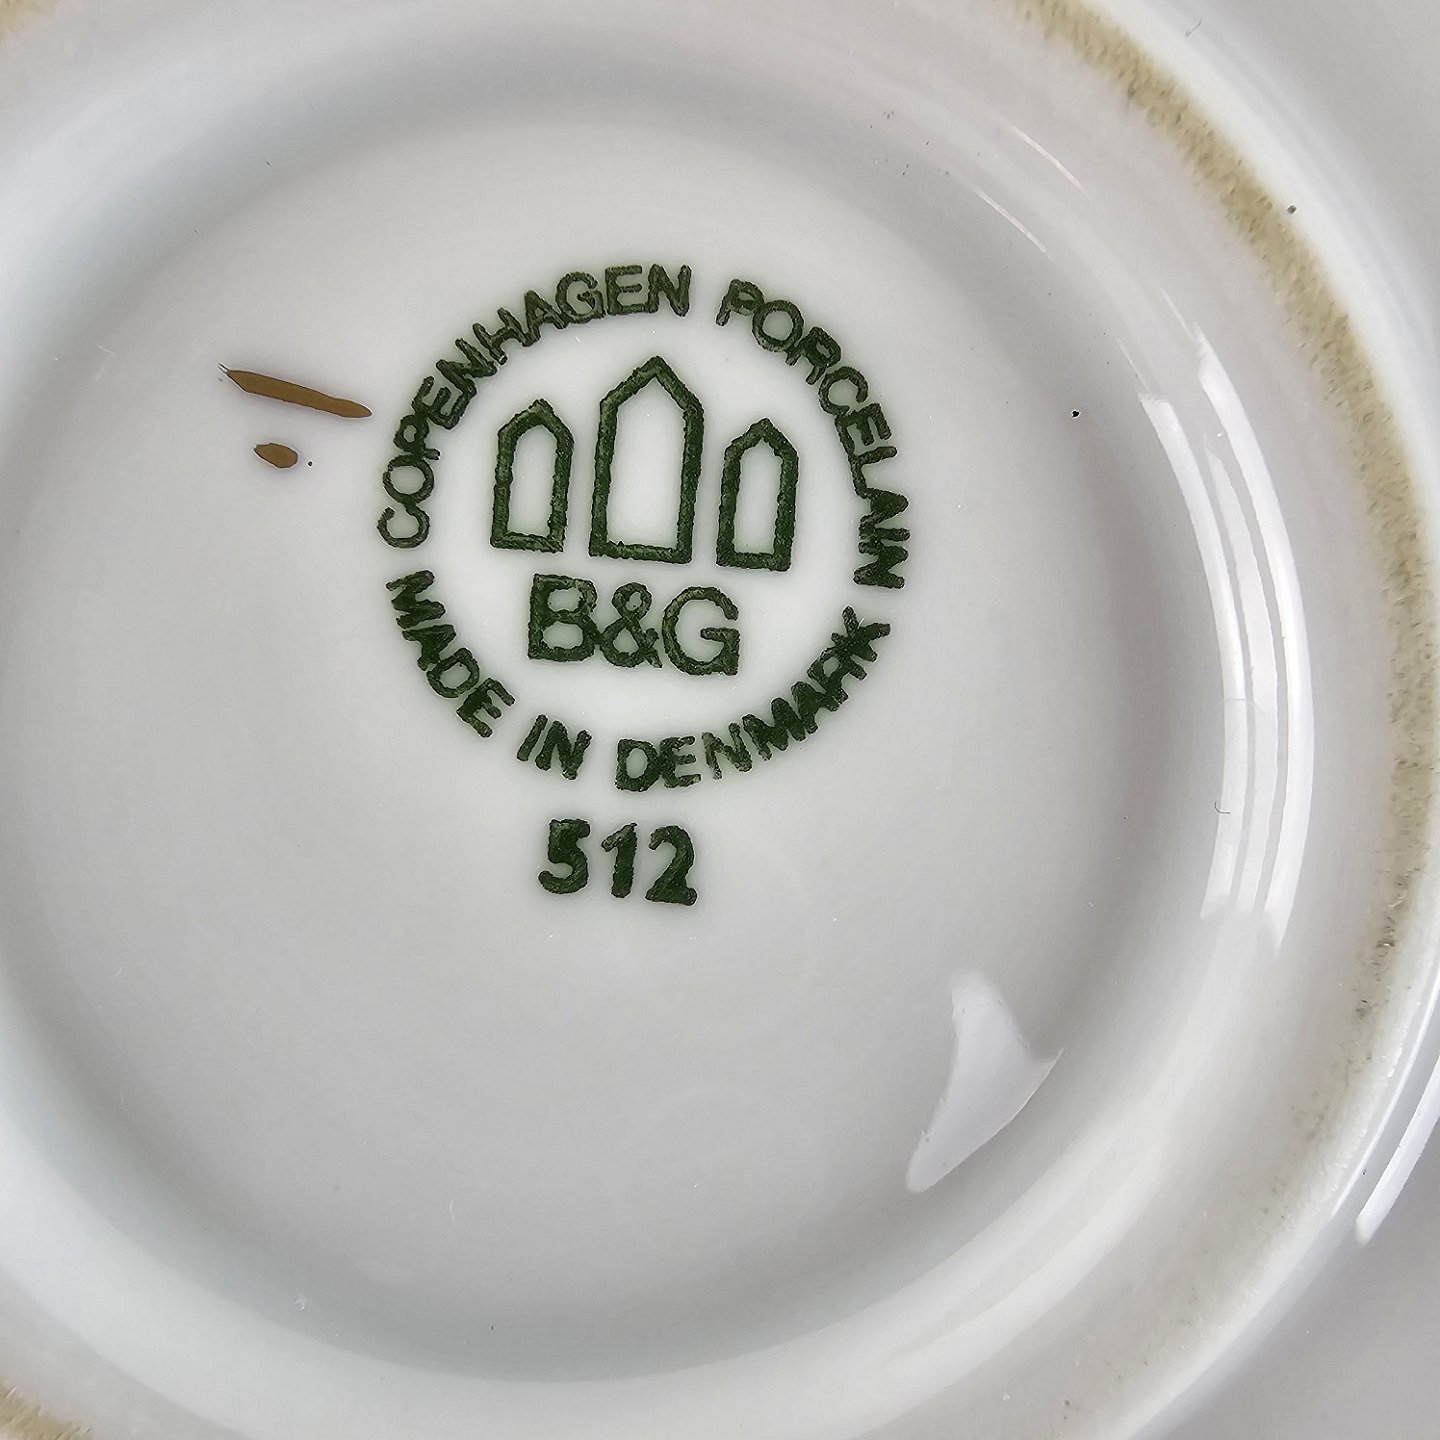 COPENHAGEN PORCELAIN
B&G
MADE IN DENMARK
512